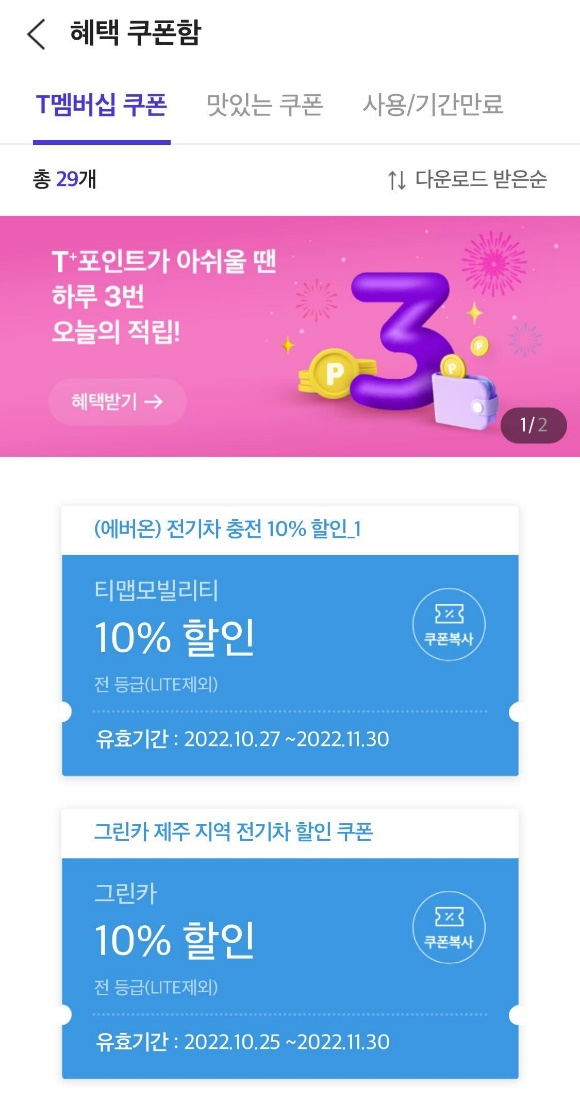 혜택 쿠폰함
T멤버십 쿠폰 맛있는 쿠폰 사용/기간만료
총 29개 다운로드 받은순
T+포인트가 아쉬울 땐
하루 3번
오늘의 적립!
혜택받기 →
3
P
P
P
1/2
(에버온) 전기차 충전 10% 할인_1
티맵모빌리티
10% 할인
쿠폰복사
전 등급(LITE제외)
유효기간 : 2022.10.27 ~2022.11.30
그린카 제주 지역 전기차 할인 쿠폰
그린카
10% 할인
쿠폰복사
전 등급(LITE제외)
유효기간 : 2022.10.25 ~2022.11.30